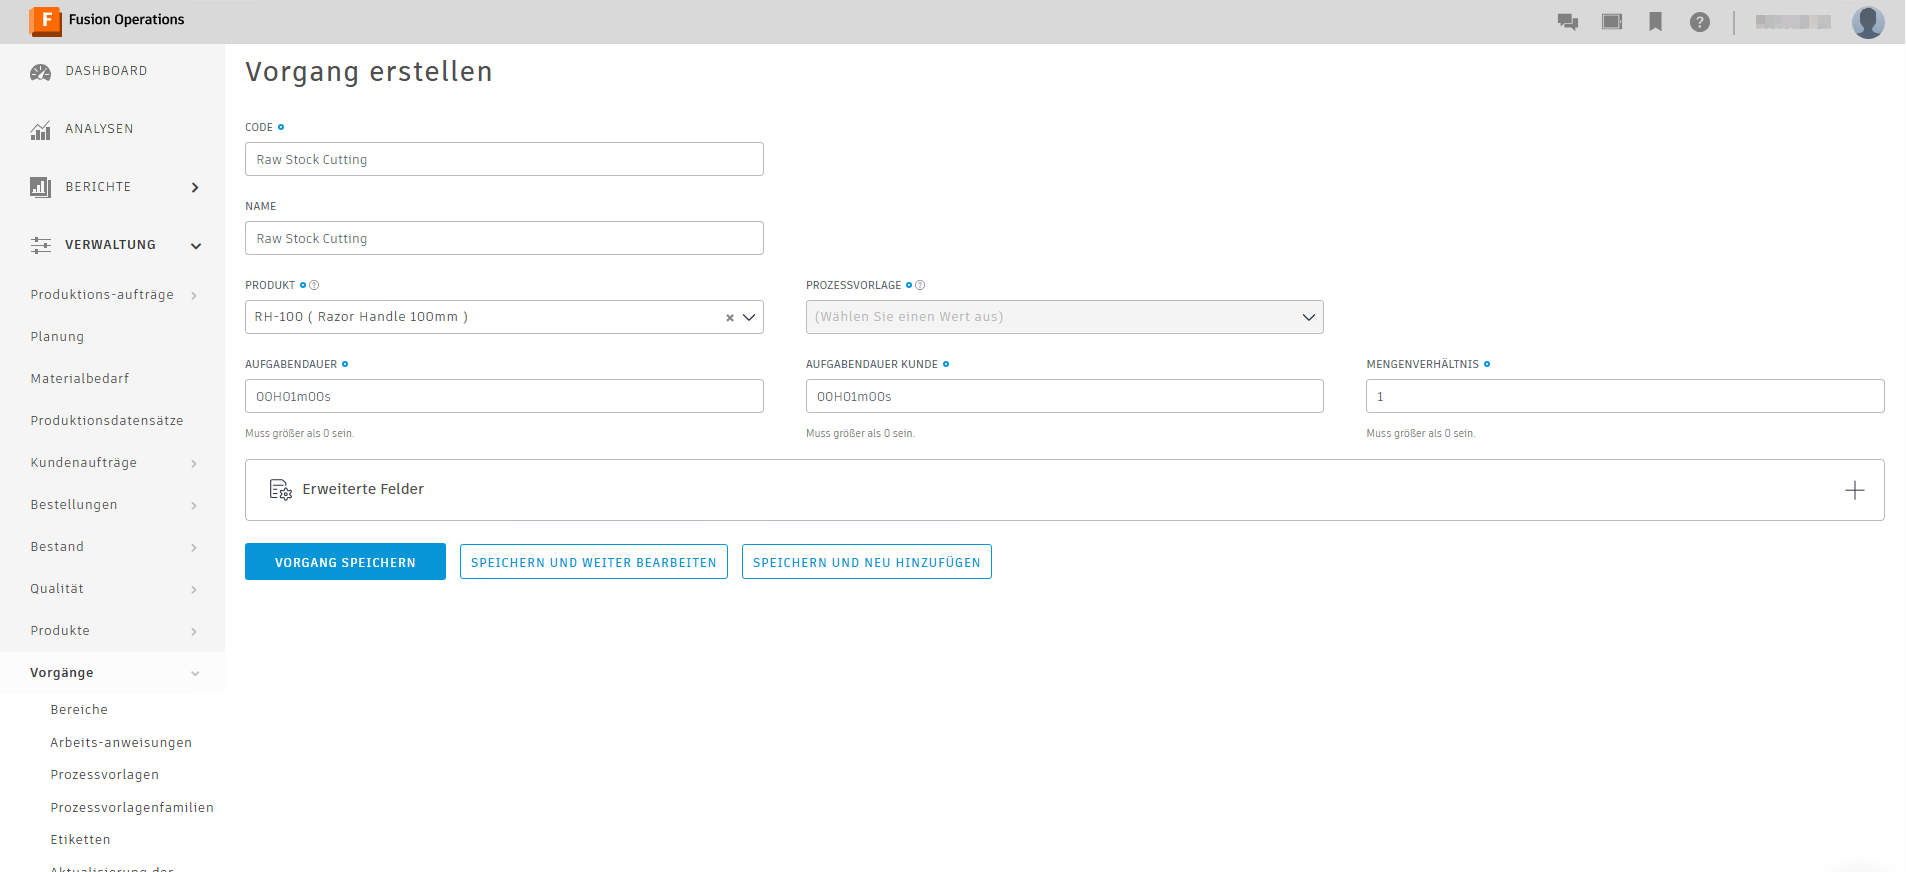 Fusion Operations
DASHBOARD
ANALYSEN
BERICHTE
VERWALTUNG
Produktions-aufträge
Planung
Materialbedarf
Produktionsdatensätze
Kundenaufträge
Bestellungen
Bestand
Qualität
Produkte
Vorgänge
Bereiche
Arbeits-anweisungen
Prozessvorlagen
Prozessvorlagenfamilien
Etiketten
Aktualisierung der
Vorgang erstellen
CODE
Raw Stock Cutting
NAME
Raw Stock Cutting
PRODUKT
RH-100 ( Razor Handle 100mm )
PROZESSVORLAGE
(Wählen Sie einen Wert aus)
AUFGABENDAUER
00H01m00s
Muss größer als 0 sein.
AUFGABENDAUER KUNDE
00H01m00s
Muss größer als 0 sein.
MENGENVERHÄLTNIS
1
Muss größer als 0 sein.
Erweiterte Felder
VORGANG SPEICHERN
SPEICHERN UND WEITER BEARBEITEN
SPEICHERN UND NEU HINZUFÜGEN